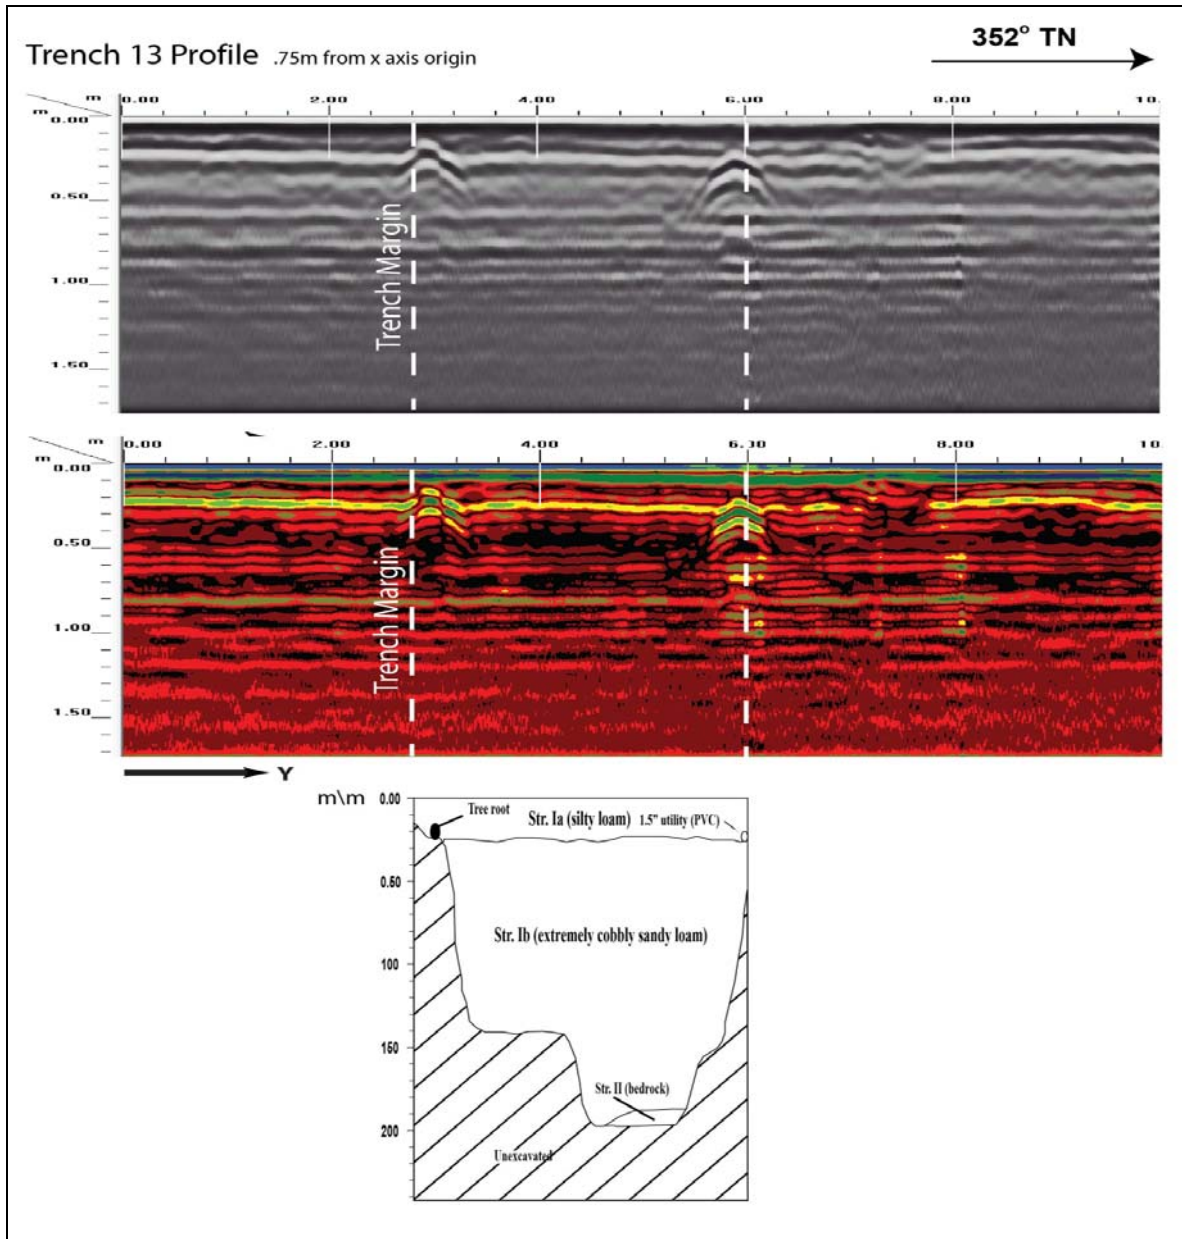 352° TN
Trench 13 Profile .75m from x axis origin
m 0.00 2.00 4.00 6.00 8.00 10.
m
0.00
0.50
1.00
1.50
Trench Margin
m 0.00 2.00 4.00 6.00 8.00 10.
m
0.00
0.50
1.00
1.50
Trench Margin
Y
m\m
0.00
Tree root
Str. Ia (silty loam) 1.5" utility (PVC)
0.50
Str. Ib (extremely cobbly sandy loam)
100
150
Str. II (bedrock)
200
Unexcavated